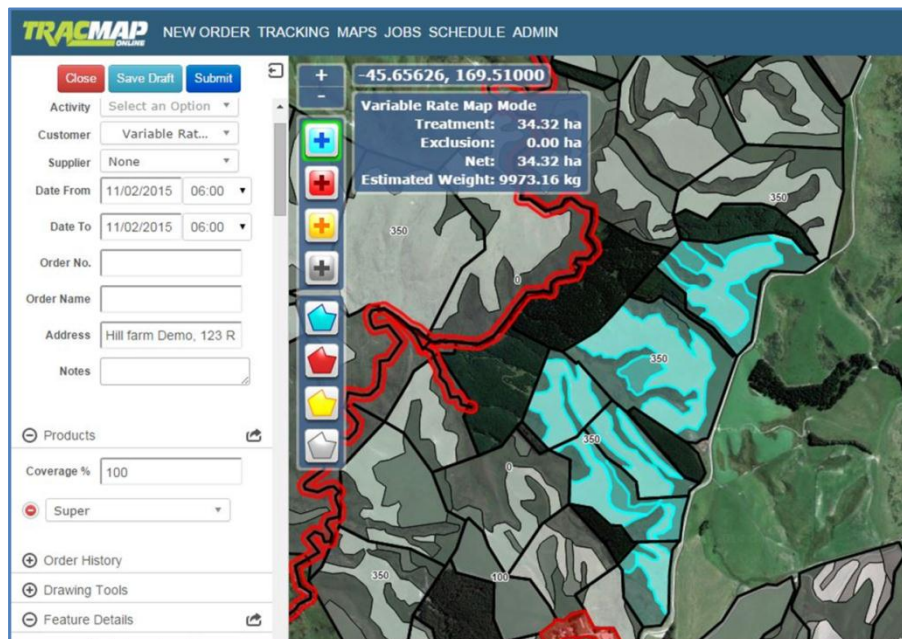 TRACMAP ONLINE NEW ORDER TRACKING MAPS JOBS SCHEDULE ADMIN
Close Save Draft Submit
Activity Select an Option
Customer Variable Rat...
Supplier None
Date From 11/02/2015 06:00
Date To 11/02/2015 06:00
Order No.
Order Name
Address Hill farm Demo, 123 R
Notes
Products
Coverage % 100
Super
Order History
Drawing Tools
Feature Details
+
-
-45.65626, 169.51000
Variable Rate Map Mode
Treatment: 34.32 ha
Exclusion: 0.00 ha
Net: 34.32 ha
Estimated Weight: 9973.16 kg
350
350
0
350
350
0
350
100